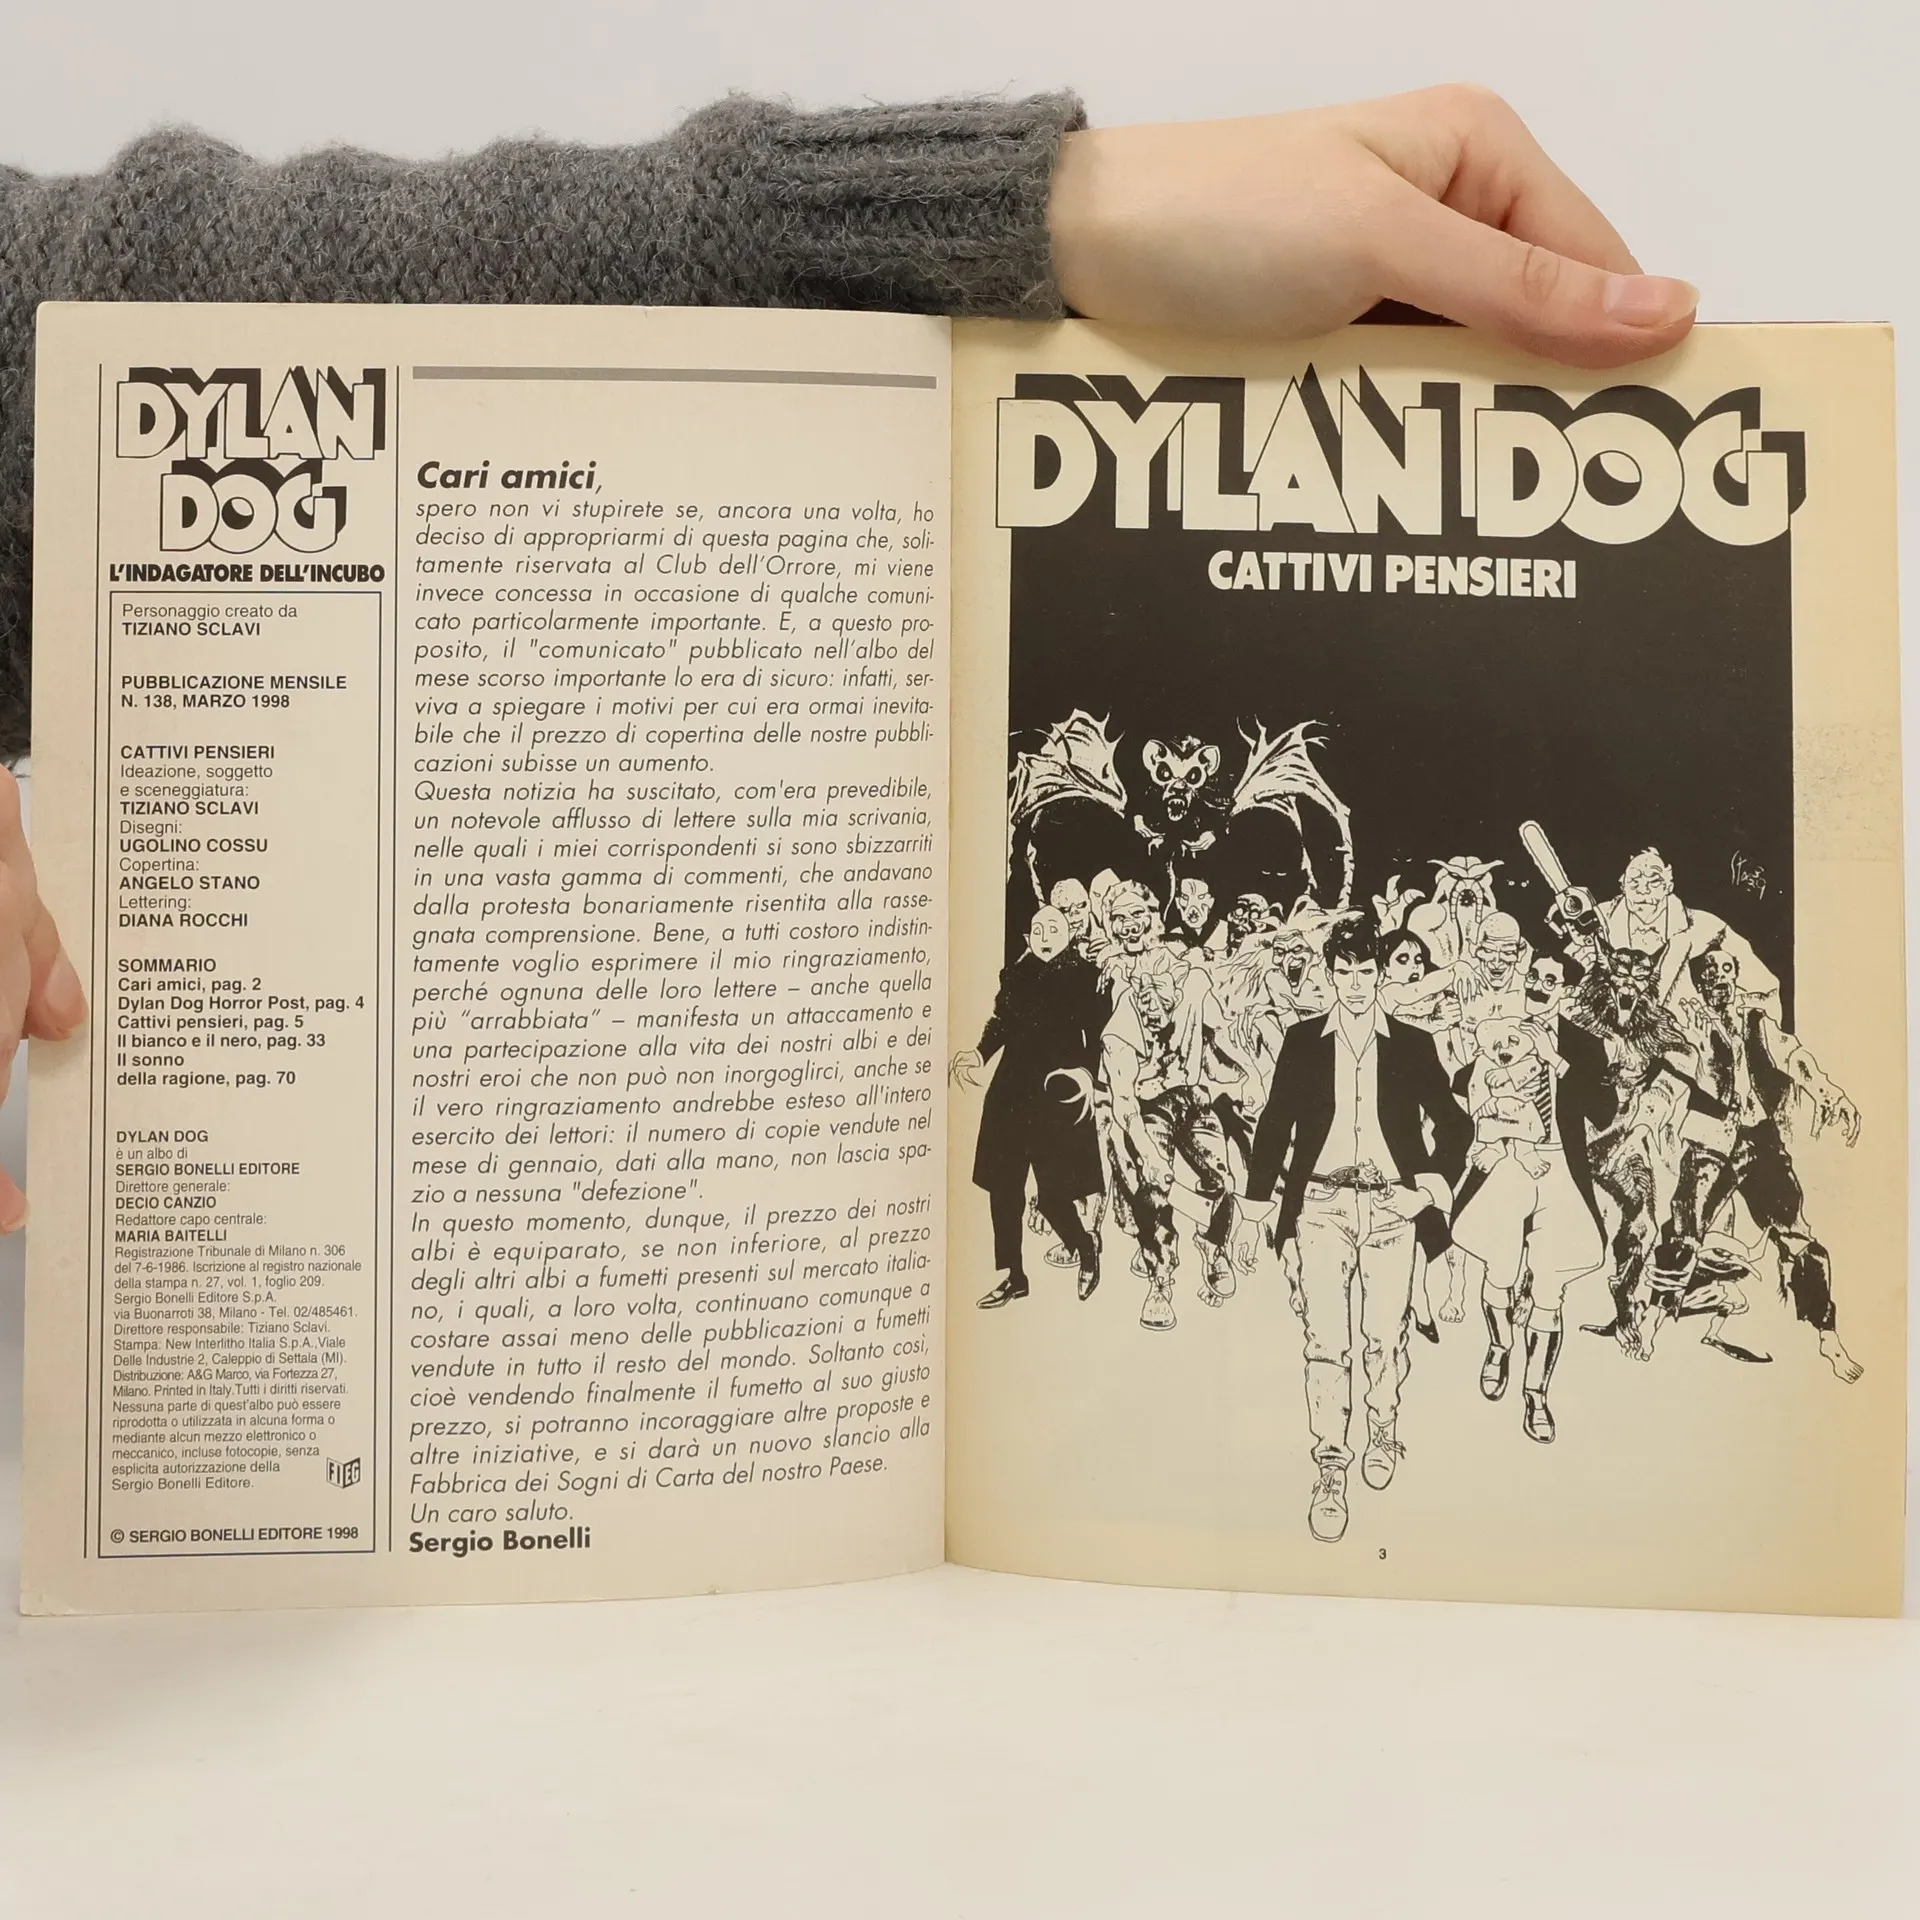 DYLAN
DOG
L'INDAGATORE DELL'INCUBO
Personaggio creato da
TIZIANO SCLAVI
PUBBLICAZIONE MENSILE
N. 138, MARZO 1998
CATTIVI PENSIERI
Ideazione, soggetto
e sceneggiatura:
TIZIANO SCLAVI
Disegni:
UGOLINO COSSU
Copertina:
ANGELO STANO
Lettering:
DIANA ROCCHI
SOMMARIO
Cari amici, pag. 2
Dylan Dog Horror Post, pag. 4
Cattivi pensieri, pag. 5
Il bianco e il nero, pag. 33
Il sonno
della ragione, pag. 70
DYLAN DOG
è un albo di
SERGIO BONELLI EDITORE
Direttore generale:
DECIO CANZIO
Redattore capo centrale:
MARIA BAITELLI
Registrazione Tribunale di Milano n. 306
del 7-6-1986. Iscrizione al registro nazionale
della stampa n. 27, vol. 1, foglio 209.
Sergio Bonelli Editore S.p.A.
via Buonarroti 38, Milano - Tel. 02/485461.
Direttore responsabile: Tiziano Sclavi.
Stampa: New Interlitho Italia S.p.A.,Viale
Delle Industrie 2, Caleppio di Settala (MI).
Distribuzione: A&G Marco, via Fortezza 27,
Milano. Printed in Italy.Tutti i diritti riservati.
Nessuna parte di quest'albo può essere
riprodotta o utilizzata in alcuna forma o
mediante alcun mezzo elettronico o
meccanico, incluse fotocopie, senza
esplicita autorizzazione della
Sergio Bonelli Editore.
FIEG
© SERGIO BONELLI EDITORE 1998
Cari amici,
spero non vi stupirete se, ancora una volta, ho
deciso di appropriarmi di questa pagina che, soli-
tamente riservata al Club dell'Orrore, mi viene
invece concessa in occasione di qualche comuni-
cato particolarmente importante. E, a questo pro-
posito, il "comunicato" pubblicato nell'albo del
mese scorso importante lo era di sicuro: infatti, ser-
viva a spiegare i motivi per cui era ormai inevita-
bile che il prezzo di copertina delle nostre pubbli-
cazioni subisse un aumento.
Questa notizia ha suscitato, com'era prevedibile,
un notevole afflusso di lettere sulla mia scrivania,
nelle quali i miei corrispondenti si sono sbizzarriti
in una vasta gamma di commenti, che andavano
dalla protesta bonariamente risentita alla rasse-
gnata comprensione. Bene, a tutti costoro indistin-
tamente voglio esprimere il mio ringraziamento,
perché ognuna delle loro lettere – anche quella
più “arrabbiata” – manifesta un attaccamento e
una partecipazione alla vita dei nostri albi e dei
nostri eroi che non può non inorgoglirci, anche se
il vero ringraziamento andrebbe esteso all'intero
esercito dei lettori: il numero di copie vendute nel
mese di gennaio, dati alla mano, non lascia spa-
zio a nessuna "defezione".
In questo momento, dunque, il prezzo dei nostri
albi è equiparato, se non inferiore, al prezzo
degli altri albi a fumetti presenti sul mercato italia-
no, i quali, a loro volta, continuano comunque a
costare assai meno delle pubblicazioni a fumetti
vendute in tutto il resto del mondo. Soltanto così,
cioè vendendo finalmente il fumetto al suo giusto
prezzo, si potranno incoraggiare altre proposte e
altre iniziative, e si darà un nuovo slancio alla
Fabbrica dei Sogni di Carta del nostro Paese.
Un caro saluto.
Sergio Bonelli
DYLAN DOG
CATTIVI PENSIERI
3